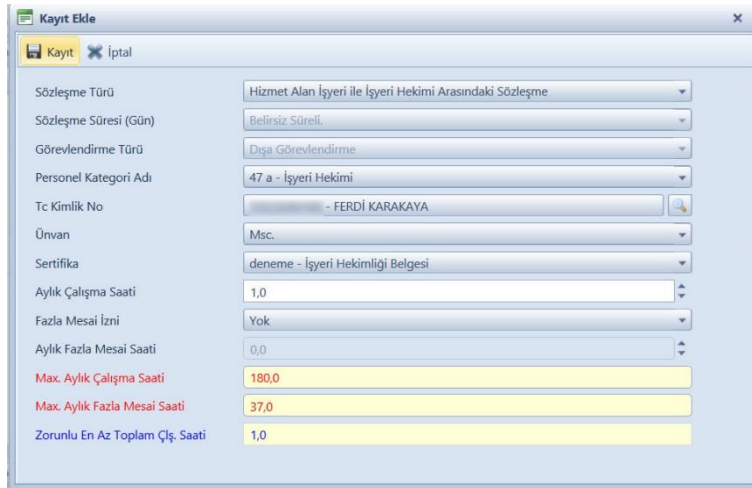 Kayıt Ekle
Kayıt İptal
Sözleşme Türü Hizmet Alan İşyeri ile İşyeri Hekimi Arasındaki Sözleşme
Sözleşme Süresi (Gün) Belirsiz Süreli.
Görevlendirme Türü Dışa Görevlendirme
Personel Kategori Adı 47 a - İşyeri Hekimi
Tc Kimlik No - FERDİ KARAKAYA
Ünvan Msc.
Sertifika deneme - İşyeri Hekimliği Belgesi
Aylık Çalışma Saati 1,0
Fazla Mesai İzni Yok
Aylık Fazla Mesai Saati 0,0
Max. Aylık Çalışma Saati 180,0
Max. Aylık Fazla Mesai Saati 37,0
Zorunlu En Az Toplam Çlş. Saati 1,0